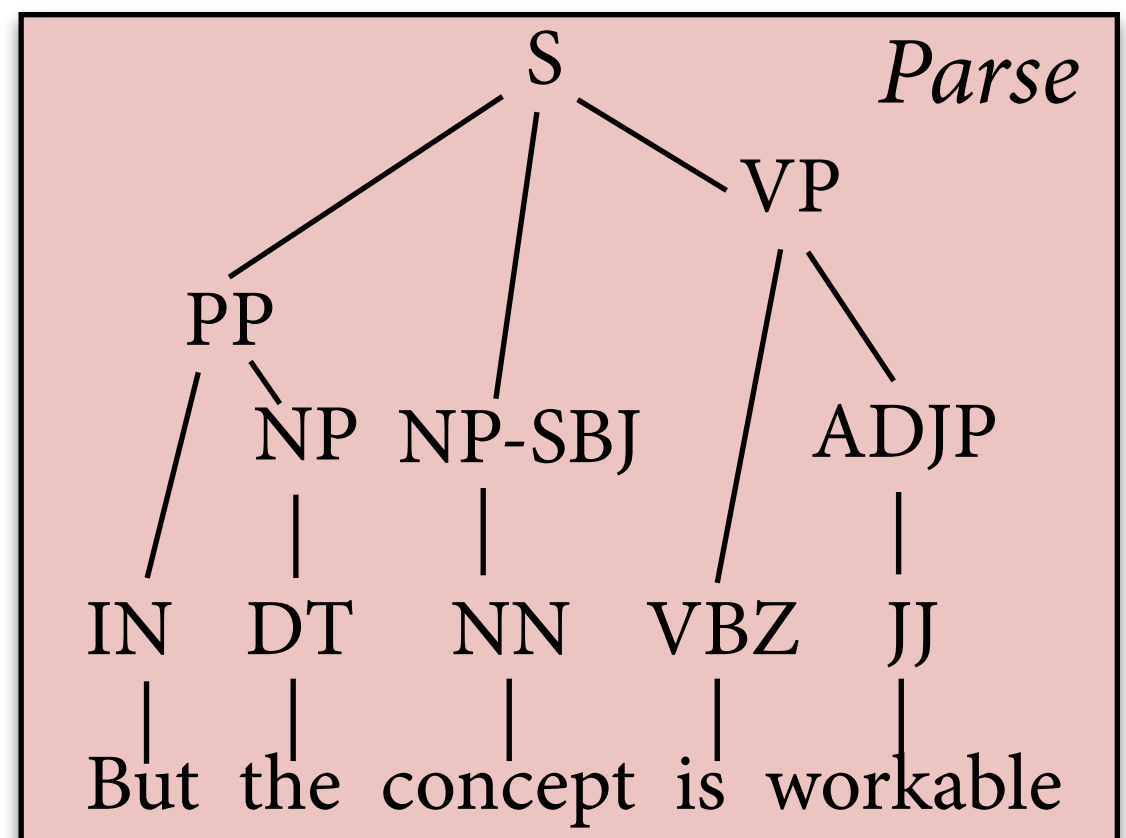 S Parse
VP
PP
NP NP-SBJ ADJP
IN DT NN VBZ JJ
But the concept is workable